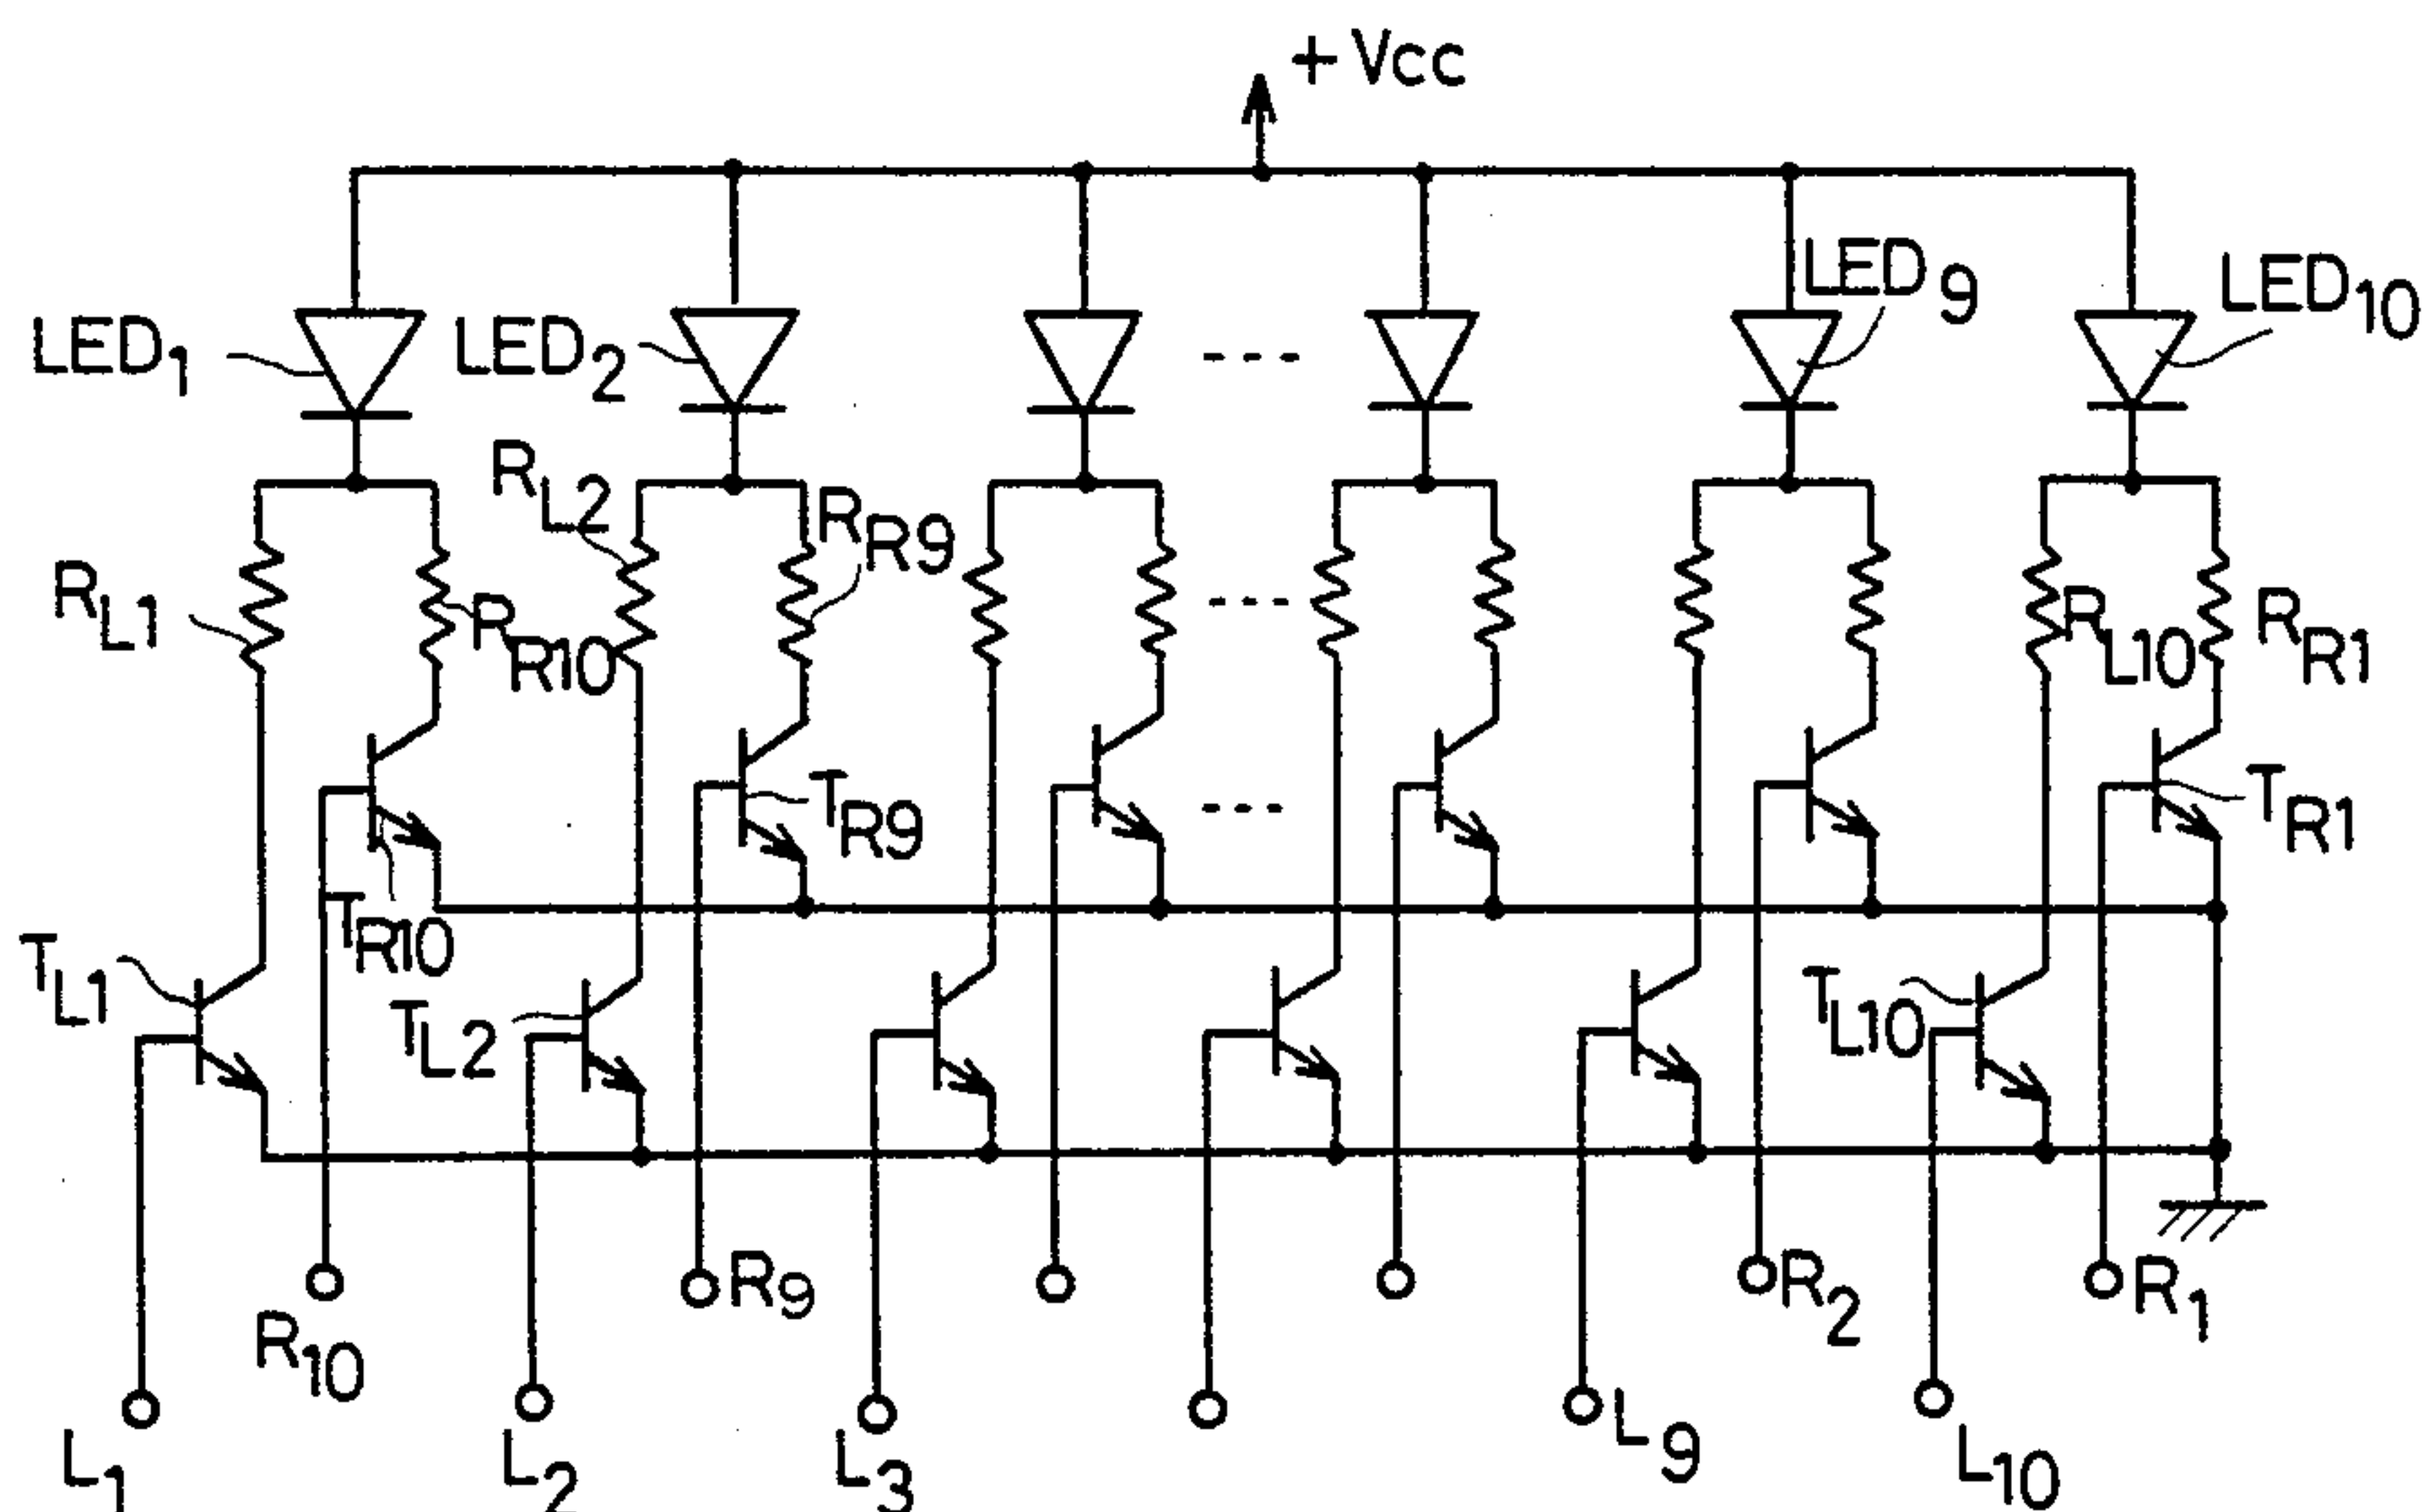 +Vcc
LED1
LED2
LED9
LED10
RL1
RR10
RL2
RR9
RL10
RR1
TR10
TR9
TR1
TL1
TL2
TL10
R10
R9
R2
R1
L1
L2
L3
L9
L10